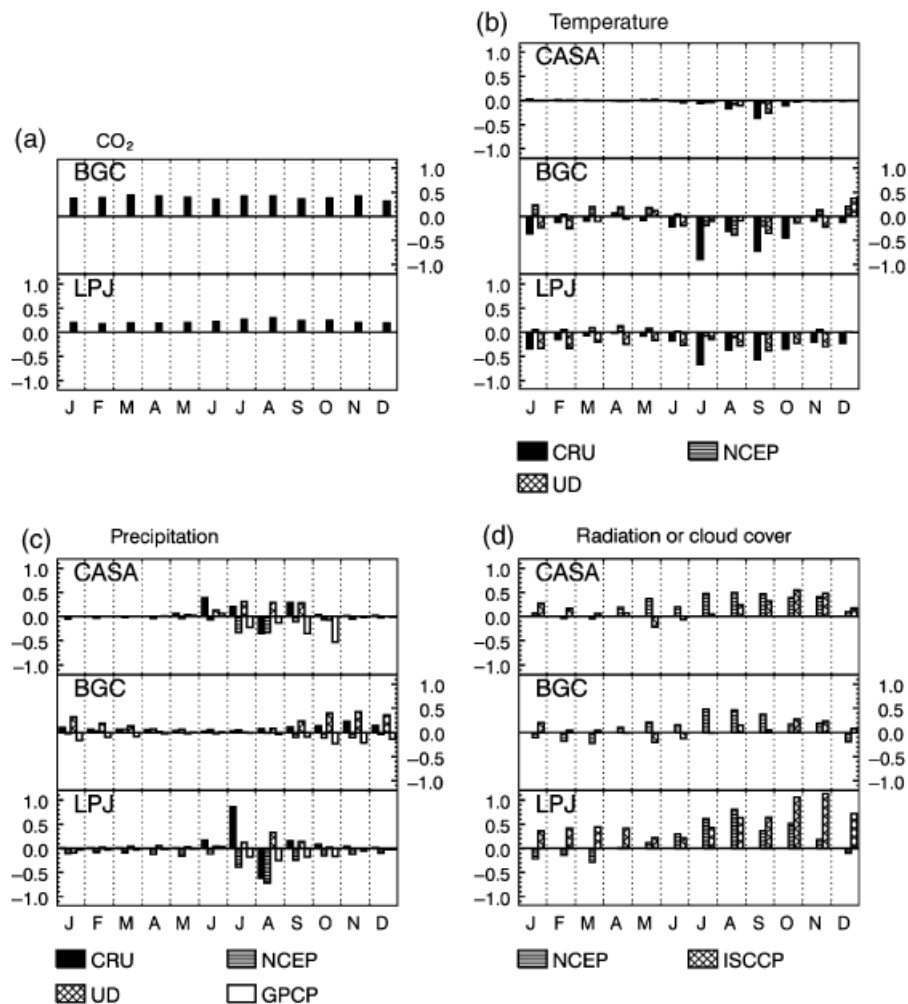 (a) CO₂
BGC
1.0
0.5
0.0
−0.5
−1.0
LPJ
1.0
0.5
0.0
−0.5
−1.0
J F M A M J J A S O N D
(b) Temperature
CASA
1.0
0.5
0.0
−0.5
−1.0
BGC
1.0
0.5
0.0
−0.5
−1.0
LPJ
1.0
0.5
0.0
−0.5
−1.0
J F M A M J J A S O N D
CRU NCEP
UD
(c) Precipitation
CASA
1.0
0.5
0.0
−0.5
−1.0
BGC
1.0
0.5
0.0
−0.5
−1.0
LPJ
1.0
0.5
0.0
−0.5
−1.0
J F M A M J J A S O N D
CRU NCEP
UD GPCP
(d) Radiation or cloud cover
CASA
1.0
0.5
0.0
−0.5
−1.0
BGC
1.0
0.5
0.0
−0.5
−1.0
LPJ
1.0
0.5
0.0
−0.5
−1.0
J F M A M J J A S O N D
NCEP ISCCP